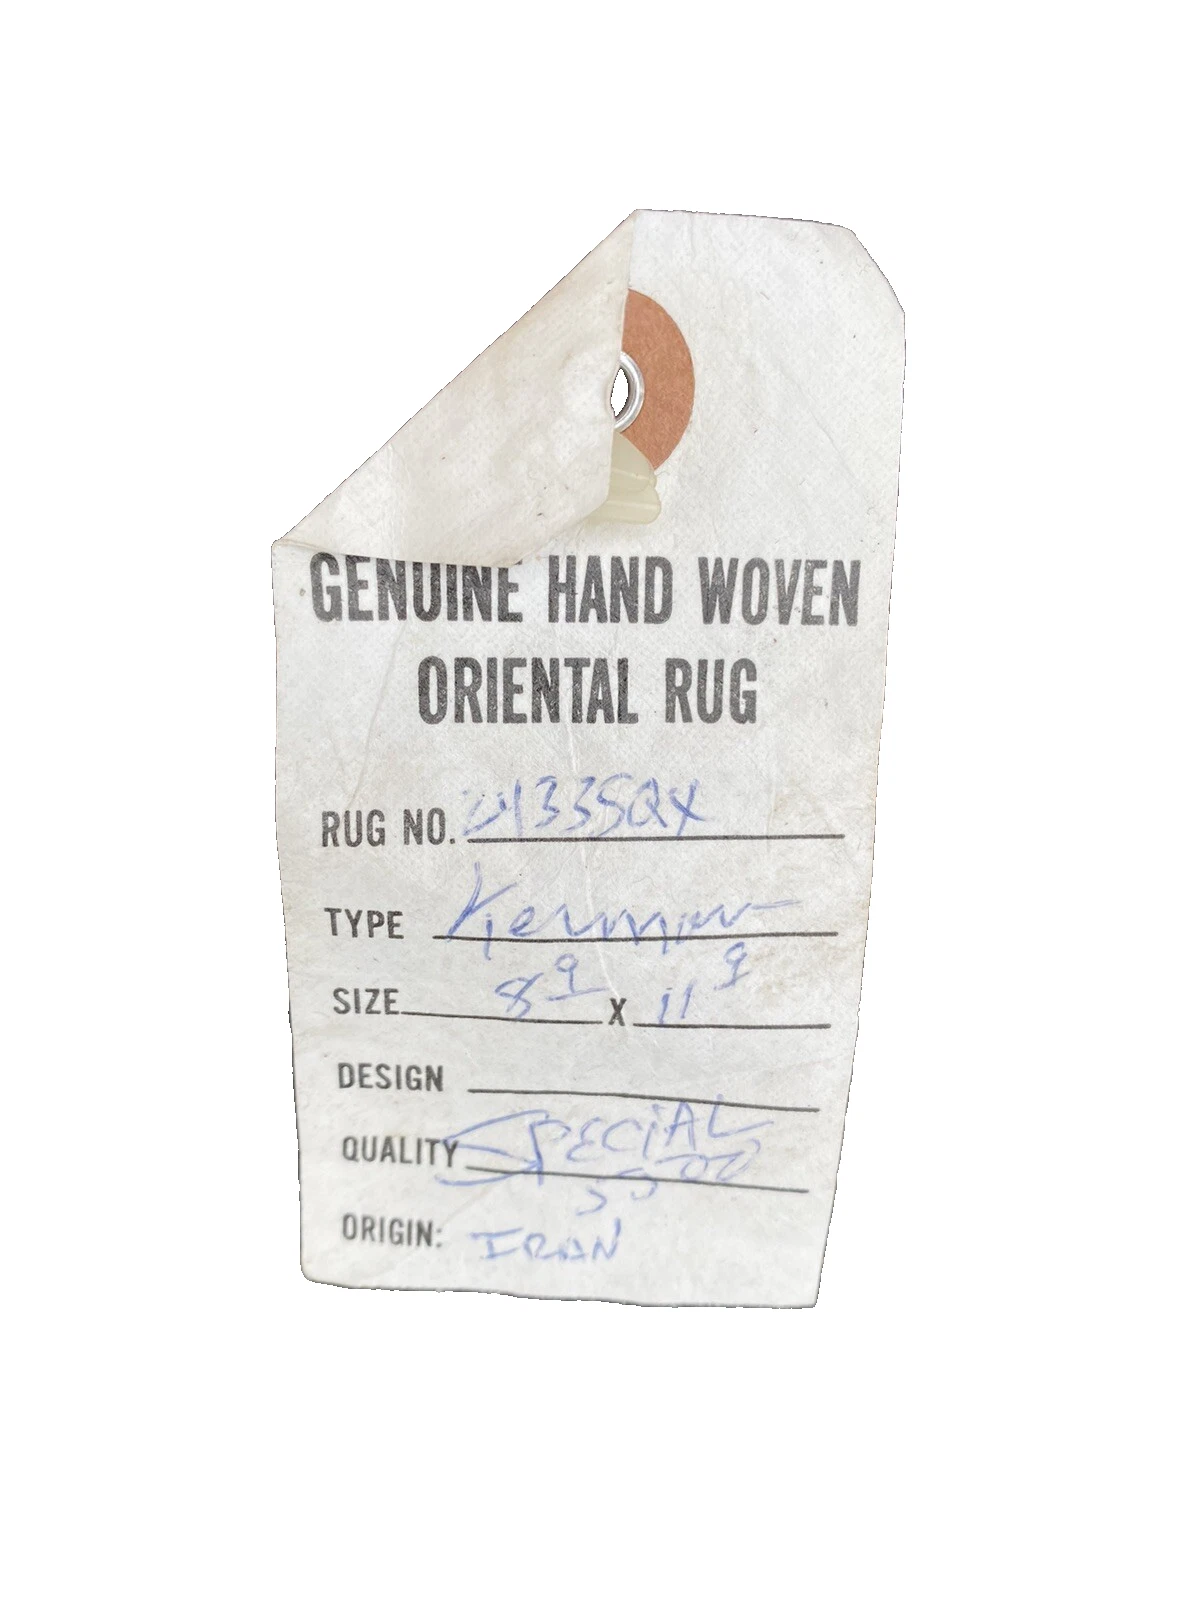 GENUINE HAND WOVEN
ORIENTAL RUG
RUG NO.
TYPE Kerman
SIZE 8 9 X 11 9
DESIGN
QUALITY SPECIAL
ORIGIN: IRAN